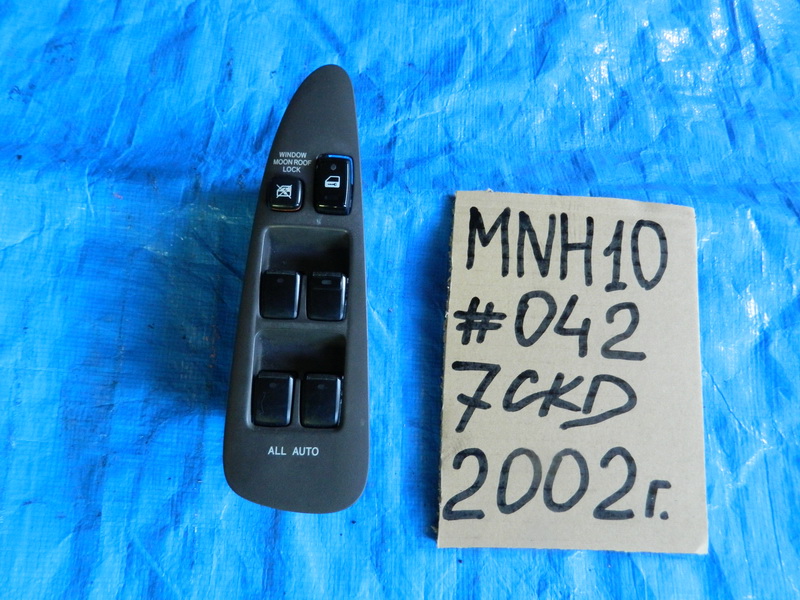 WINDOW
MOON ROOF
LOCK
ALL AUTO
MNH10
#042
7CKD
2002г.